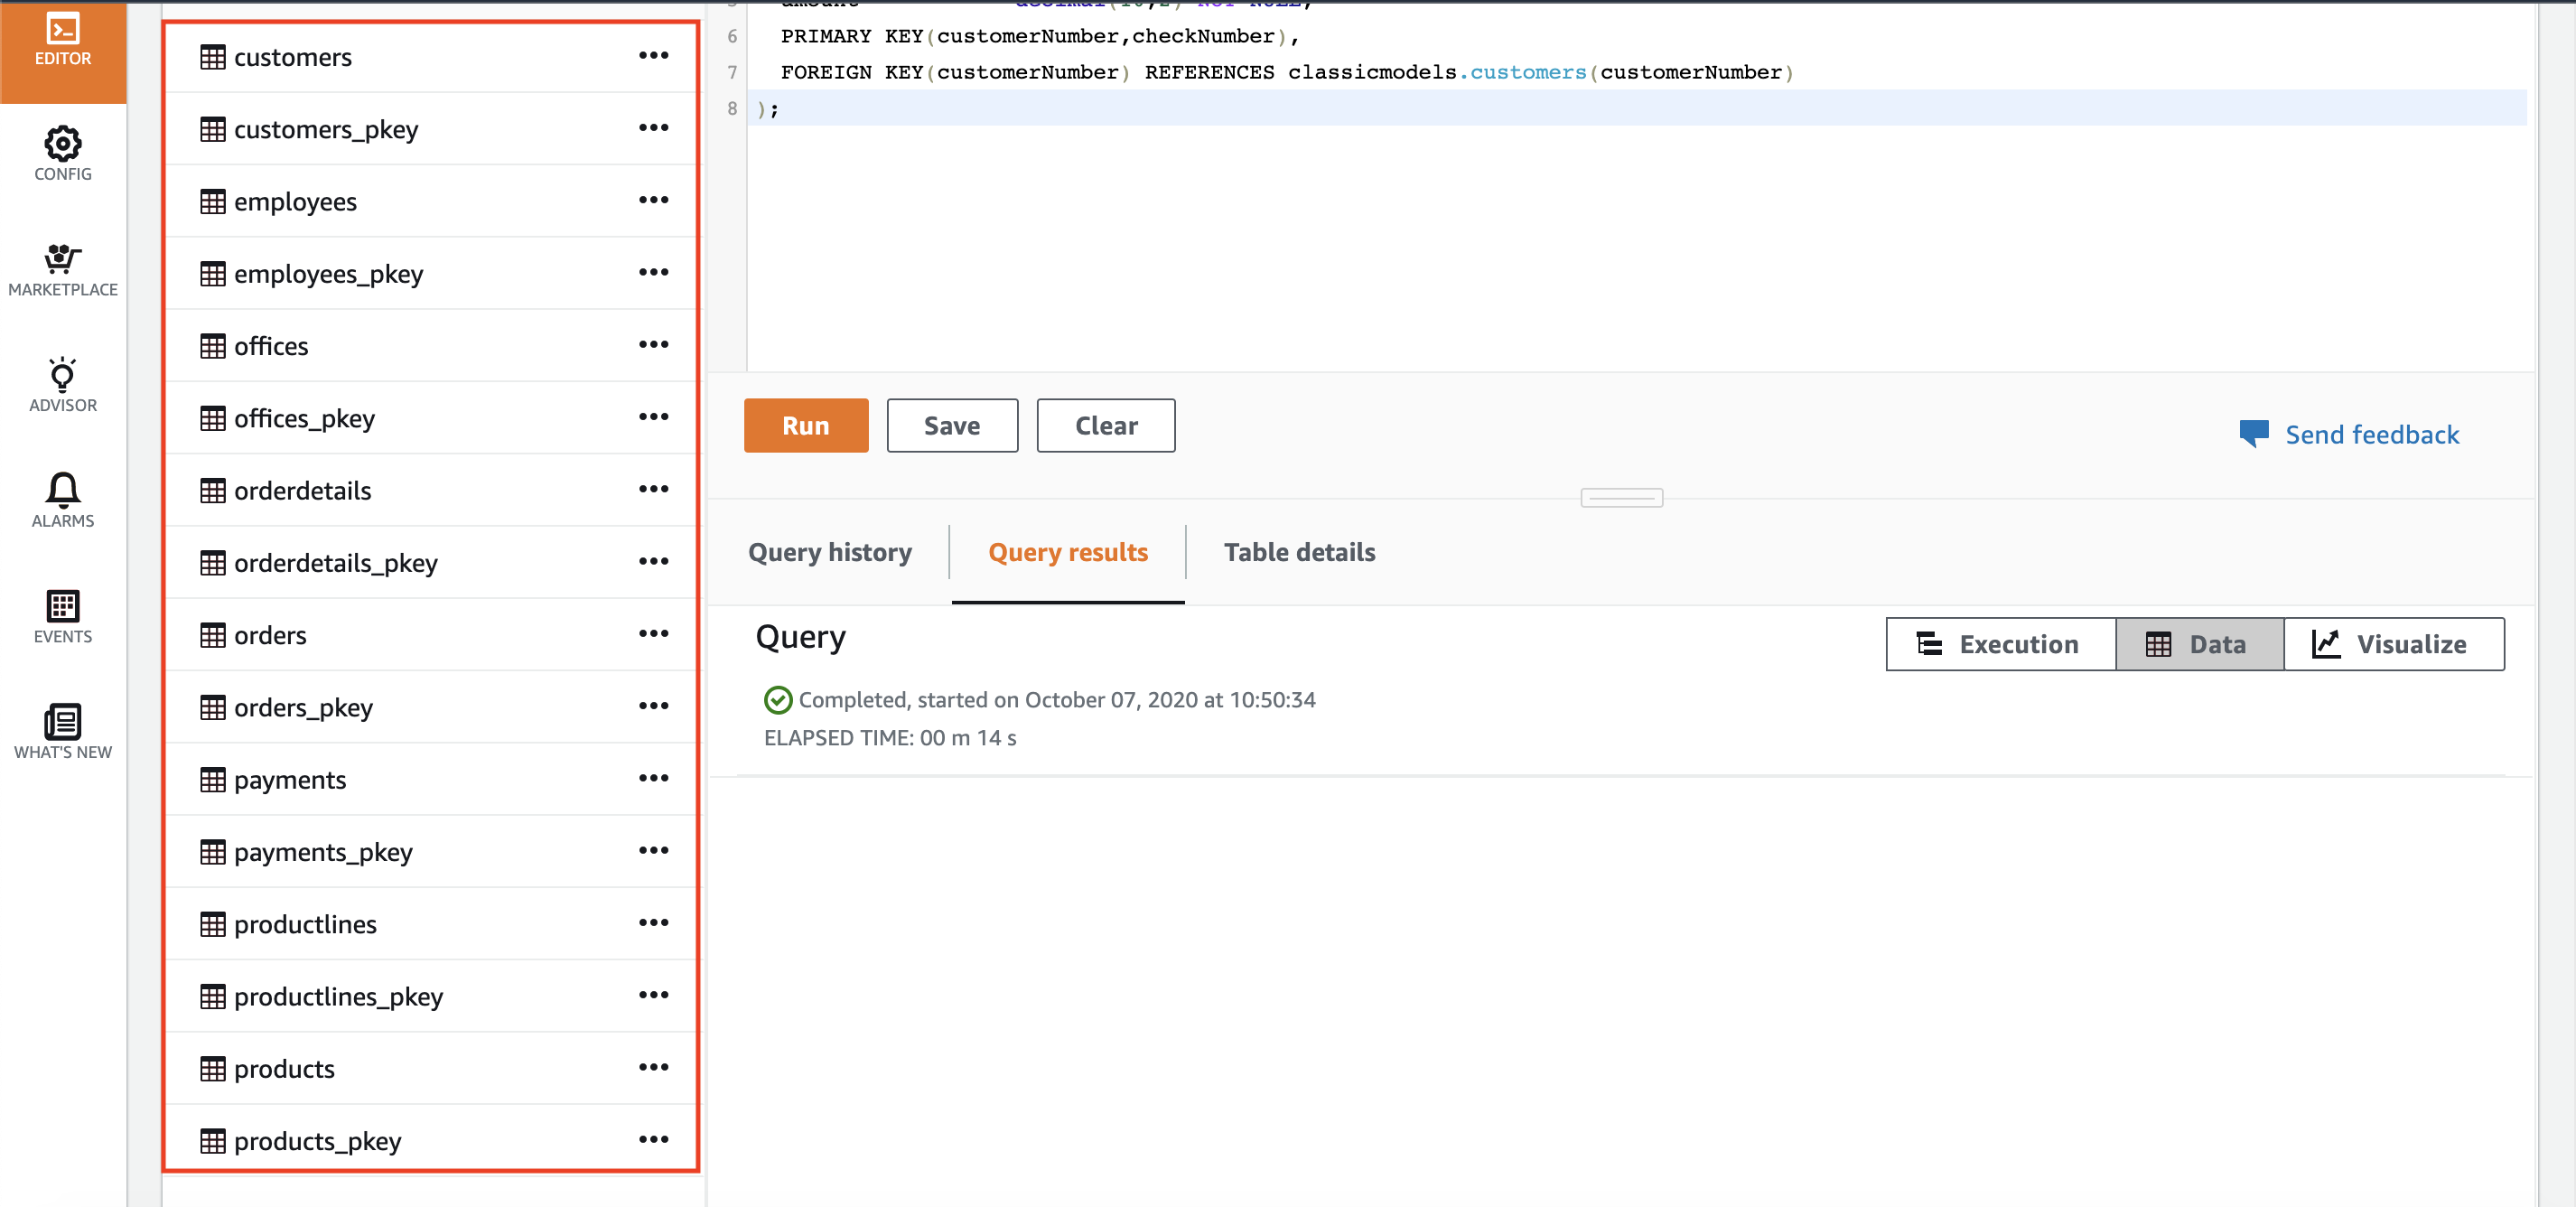 EDITOR
CONFIG
MARKETPLACE
ADVISOR
ALARMS
EVENTS
WHAT'S NEW
customers
customers_pkey
employees
employees_pkey
offices
offices_pkey
orderdetails
orderdetails_pkey
orders
orders_pkey
payments
payments_pkey
productlines
productlines_pkey
products
products_pkey
6 PRIMARY KEY(customerNumber,checkNumber),
7 FOREIGN KEY(customerNumber) REFERENCES classicmodels.customers(customerNumber)
8 );
Run Save Clear
Send feedback
Query history Query results Table details
Query
Execution Data Visualize
Completed, started on October 07, 2020 at 10:50:34
ELAPSED TIME: 00 m 14 s